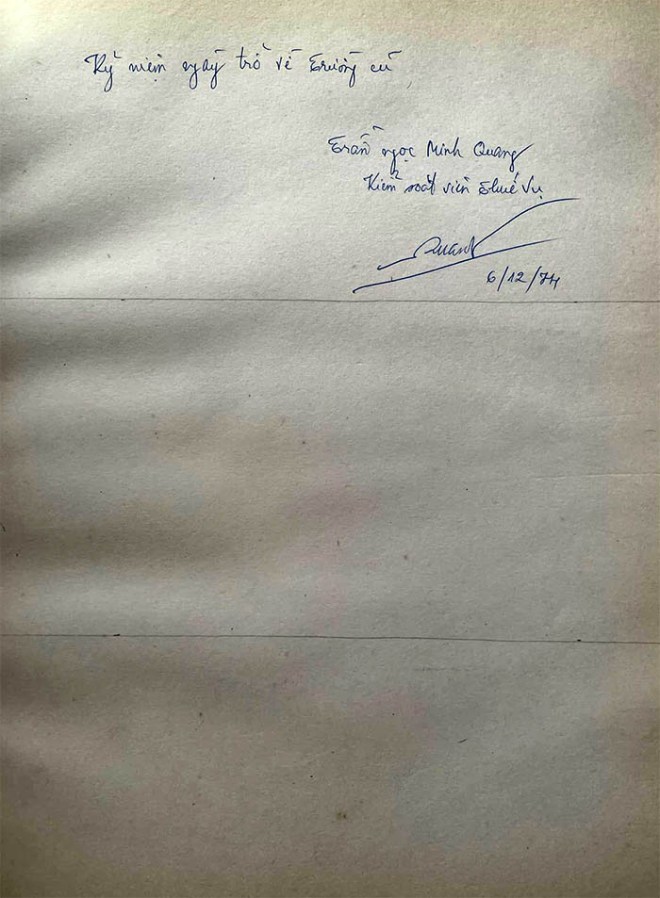 Kỷ niệm ngày trở về trường cũ
Trần ngọc Minh Quang
Kiểm soát viên Thuế Vụ
Quang
6/12/74